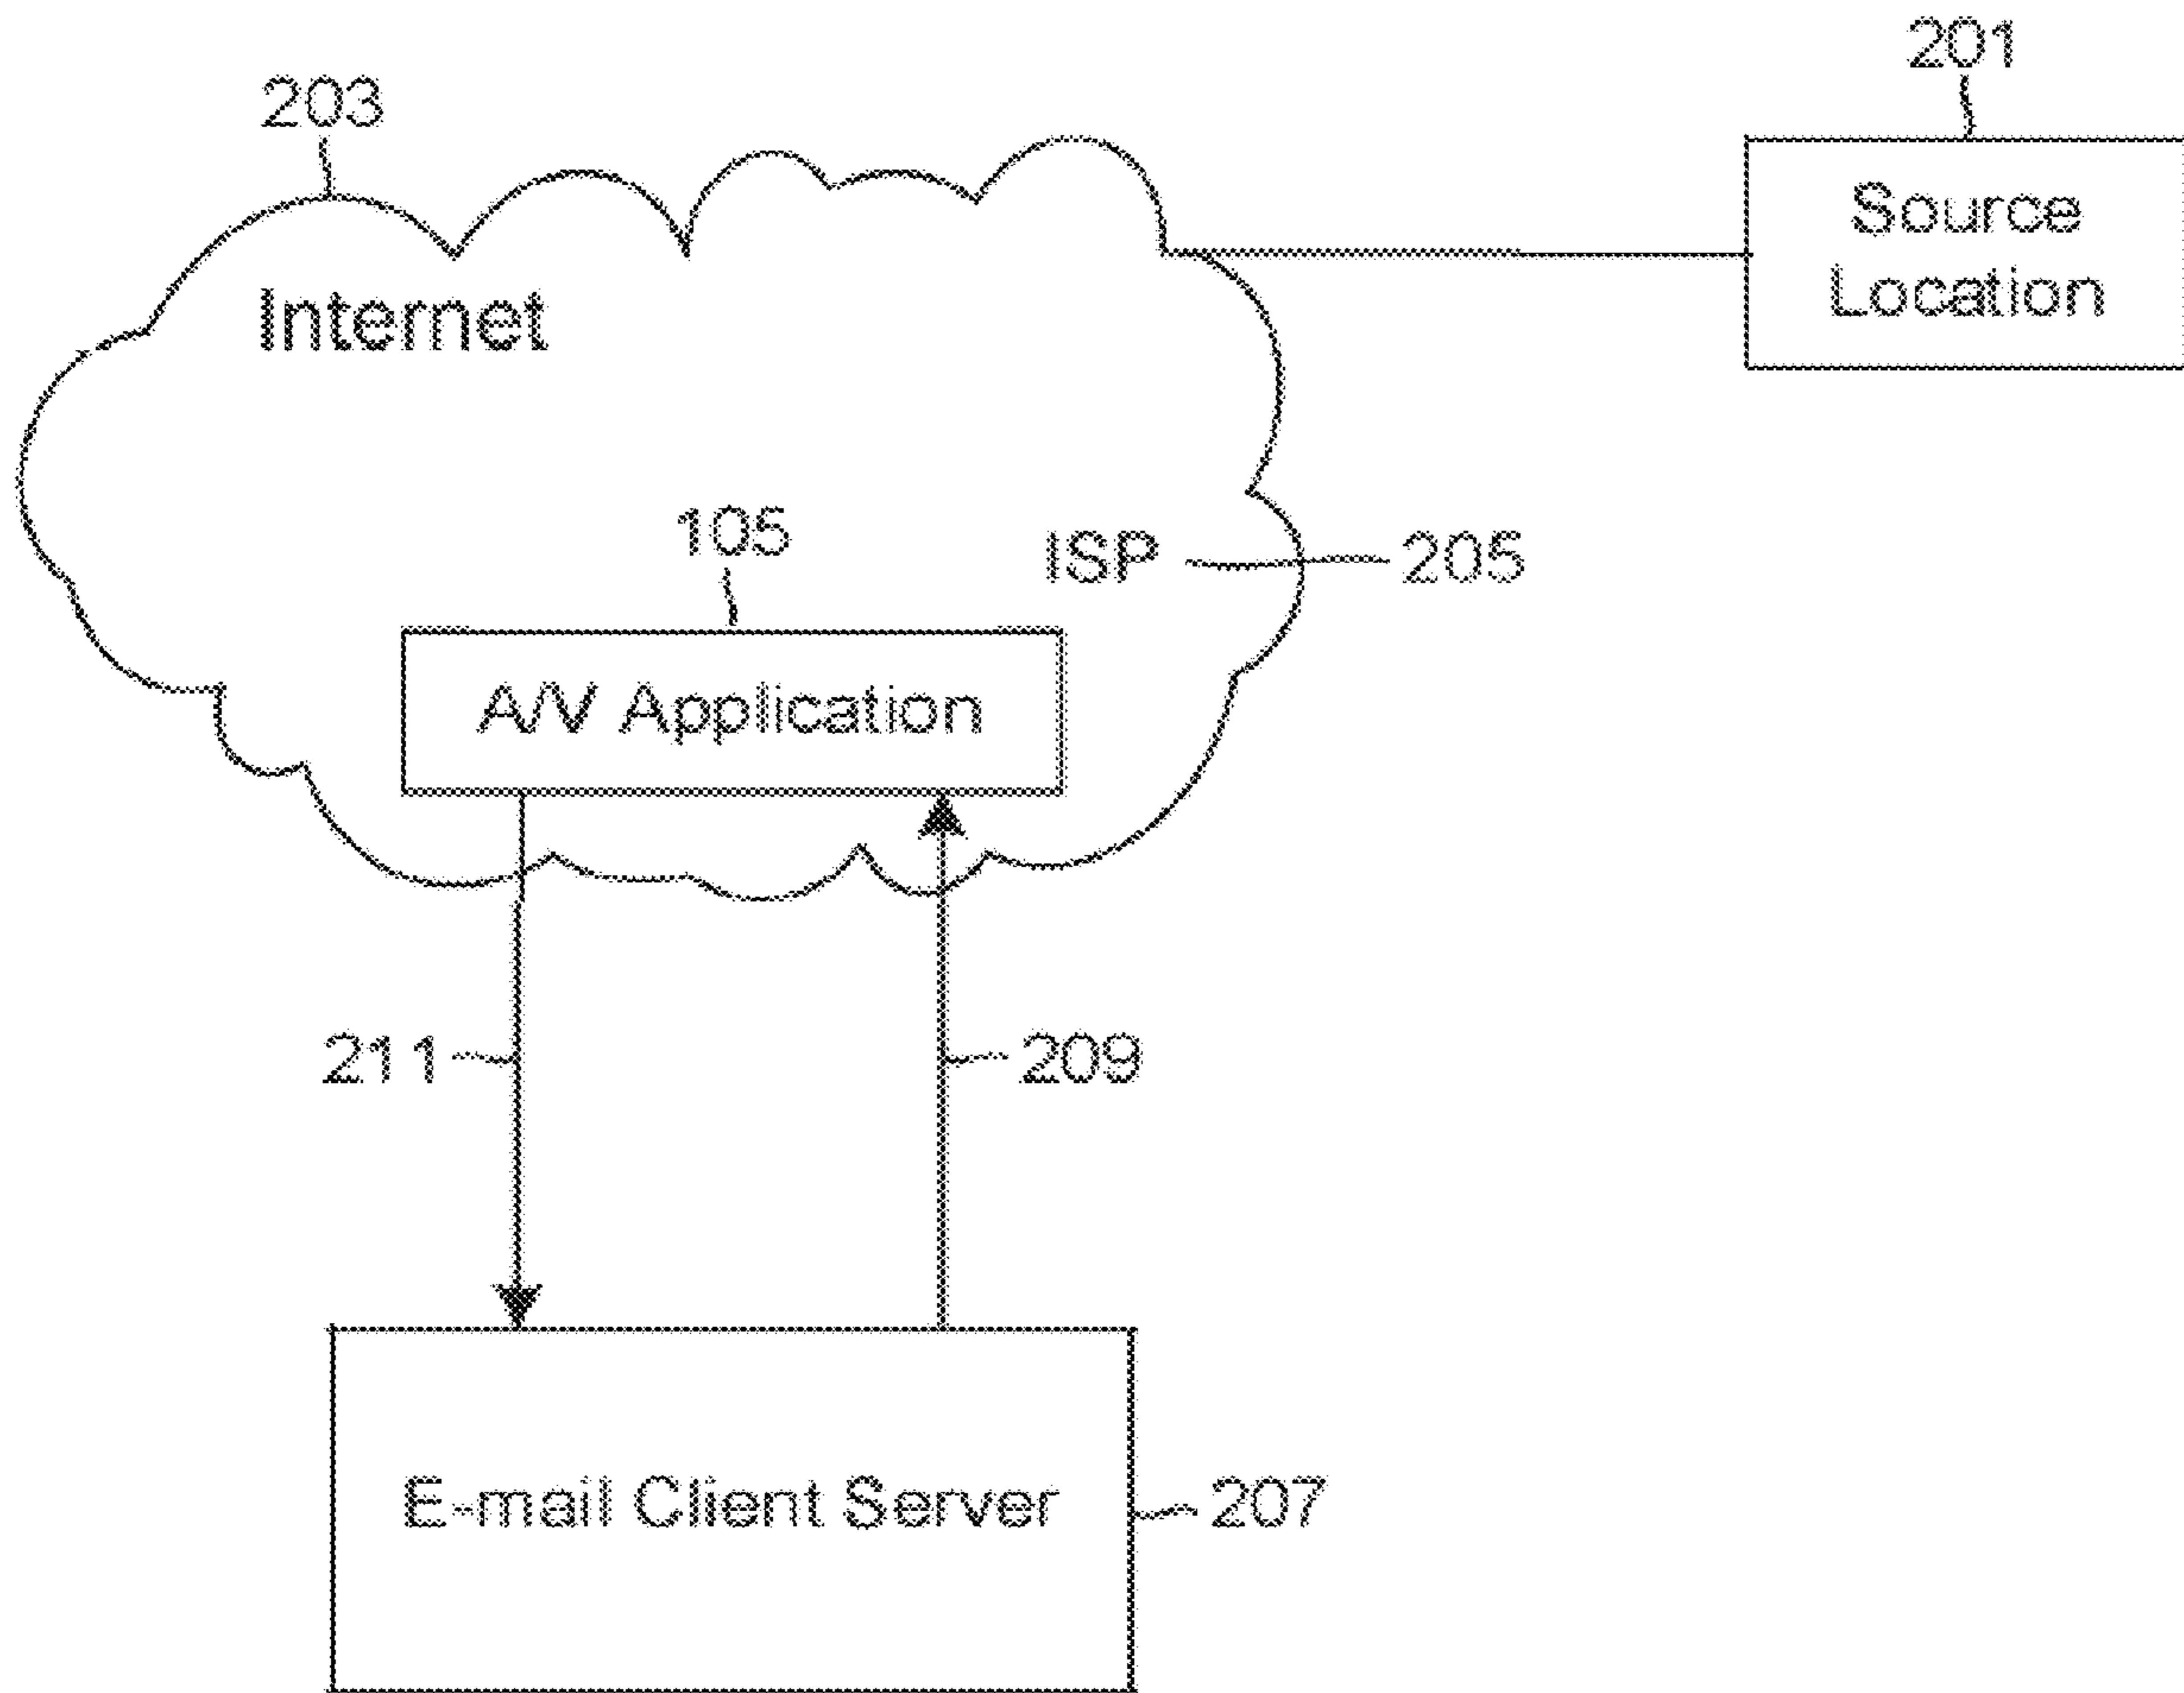 201
203
Source
Location
Internet
105
ISP
205
A/V Application
211
209
E-mail Client Server
207